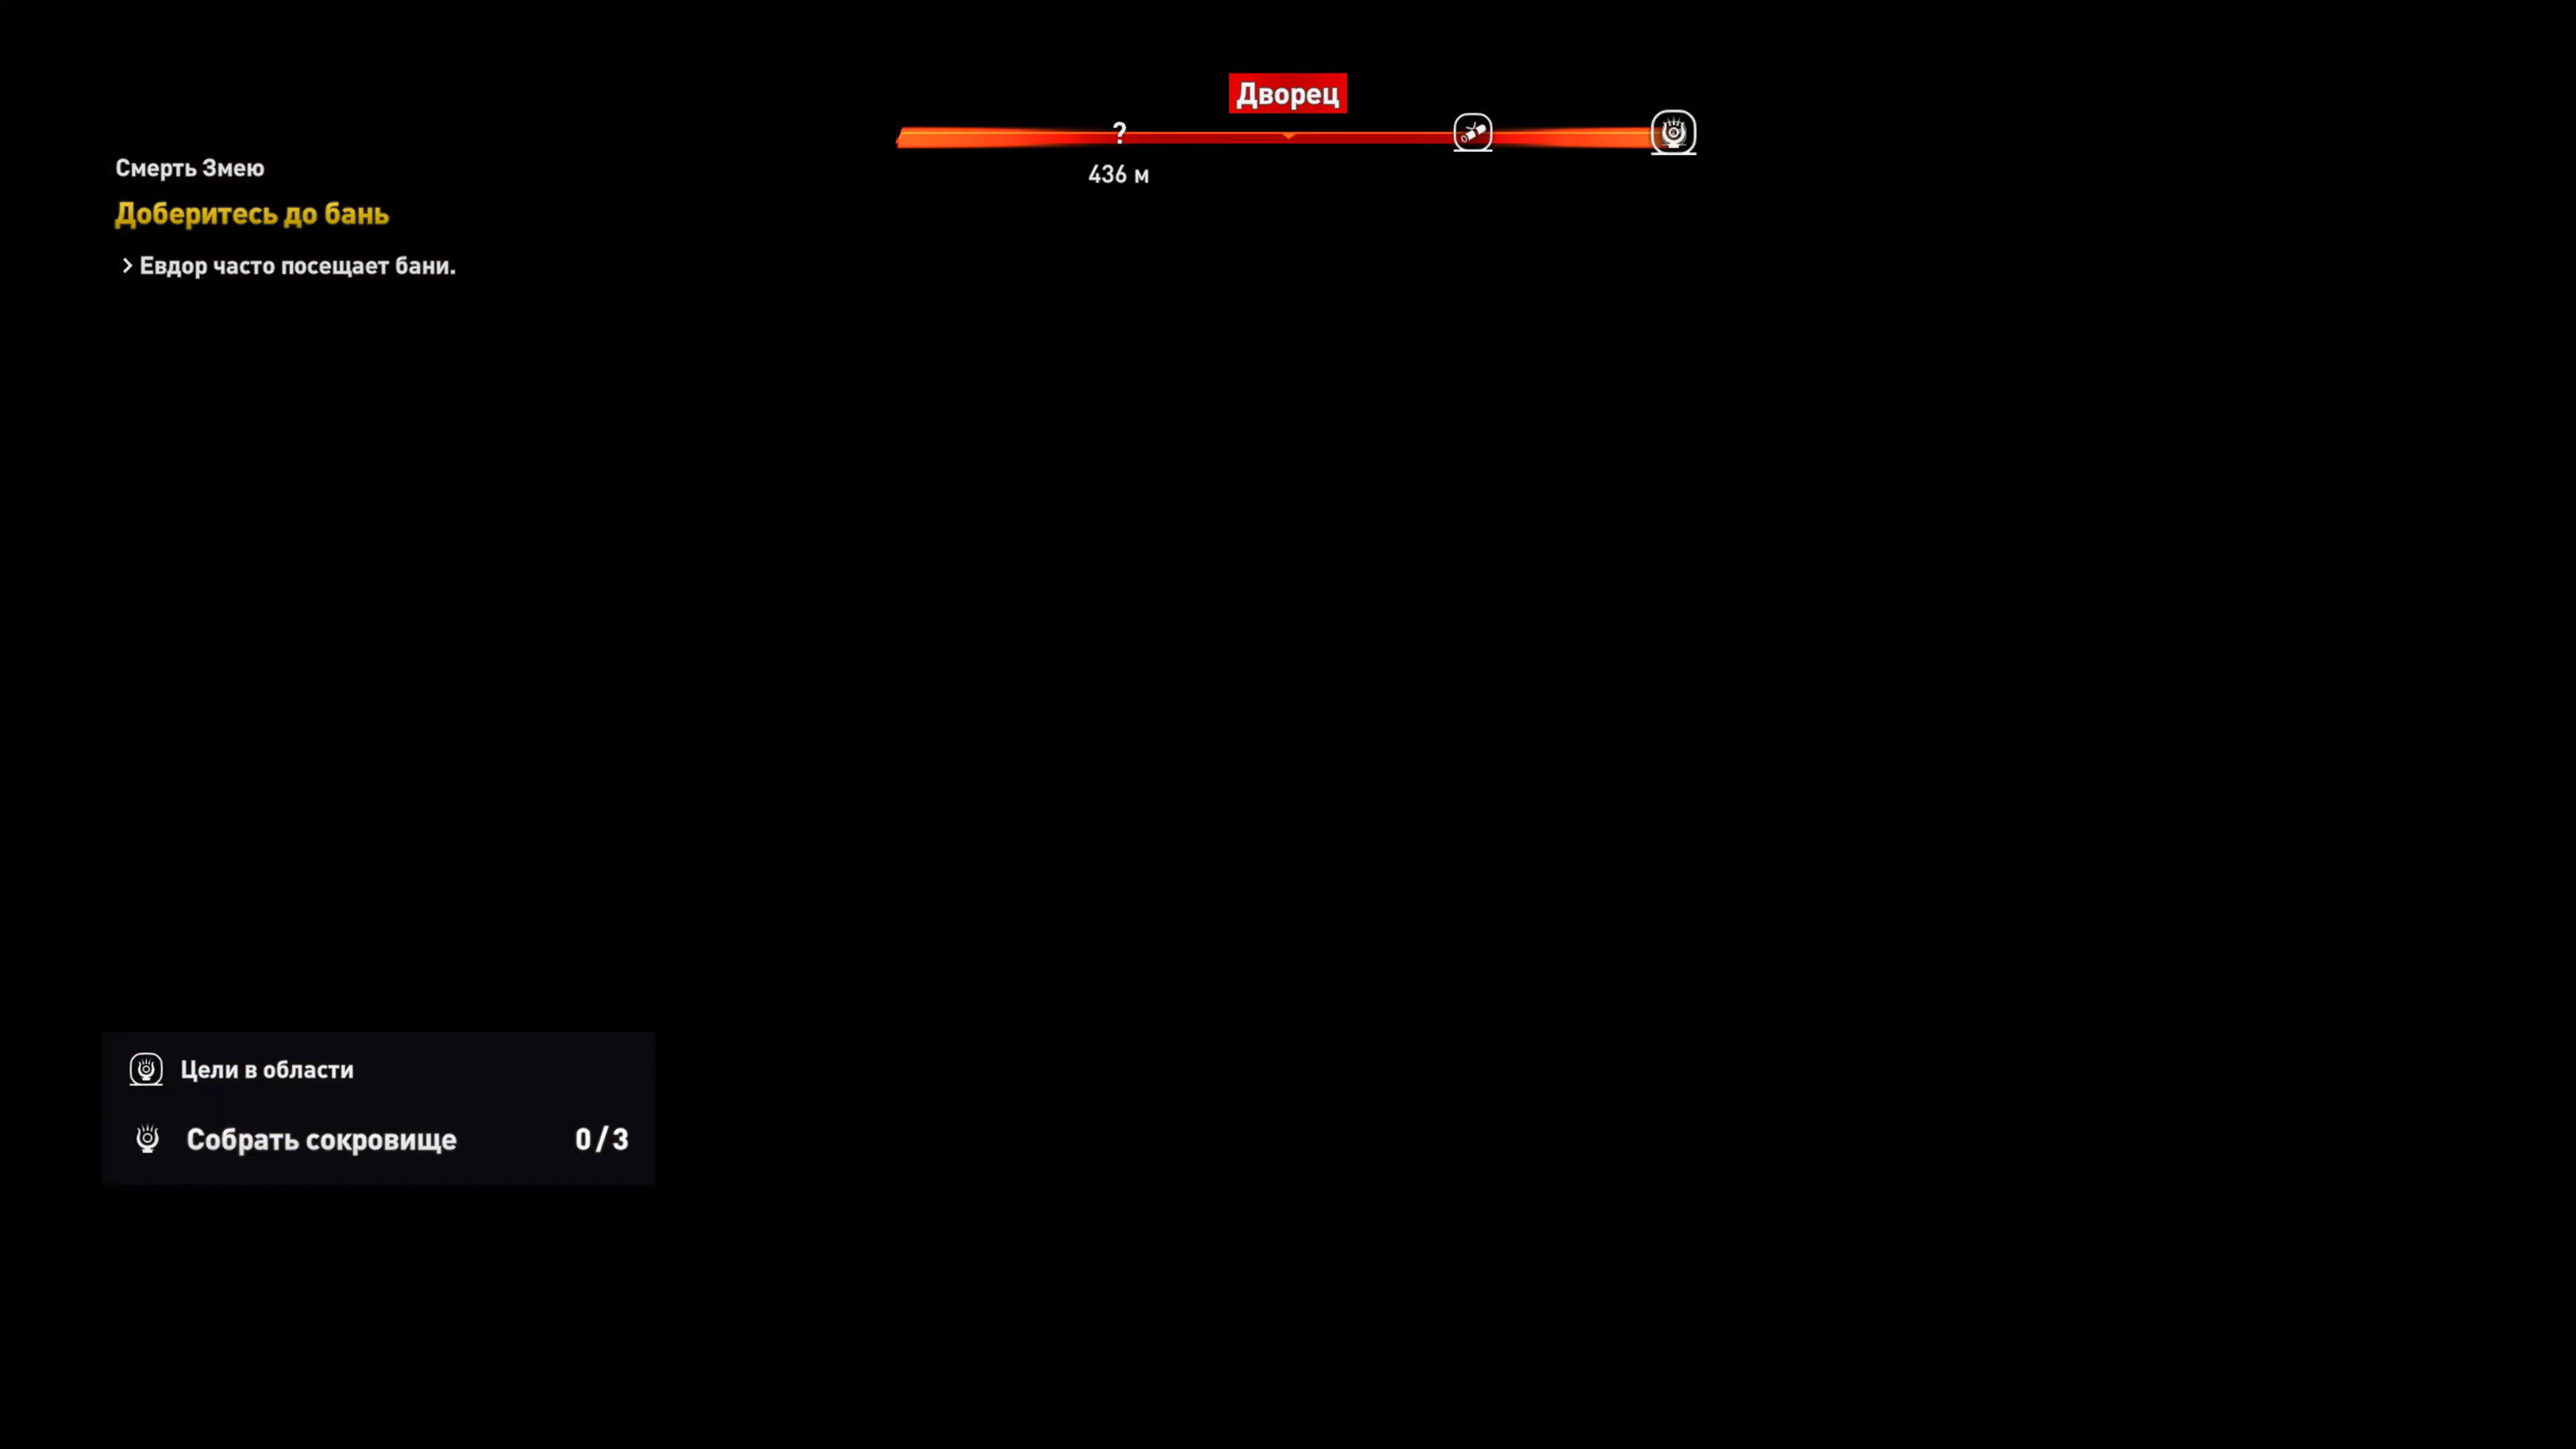 Дворец
?
436 м
Смерть Змею
Доберитесь до бань
> Евдор часто посещает бани.
Цели в области
Собрать сокровище 0/3